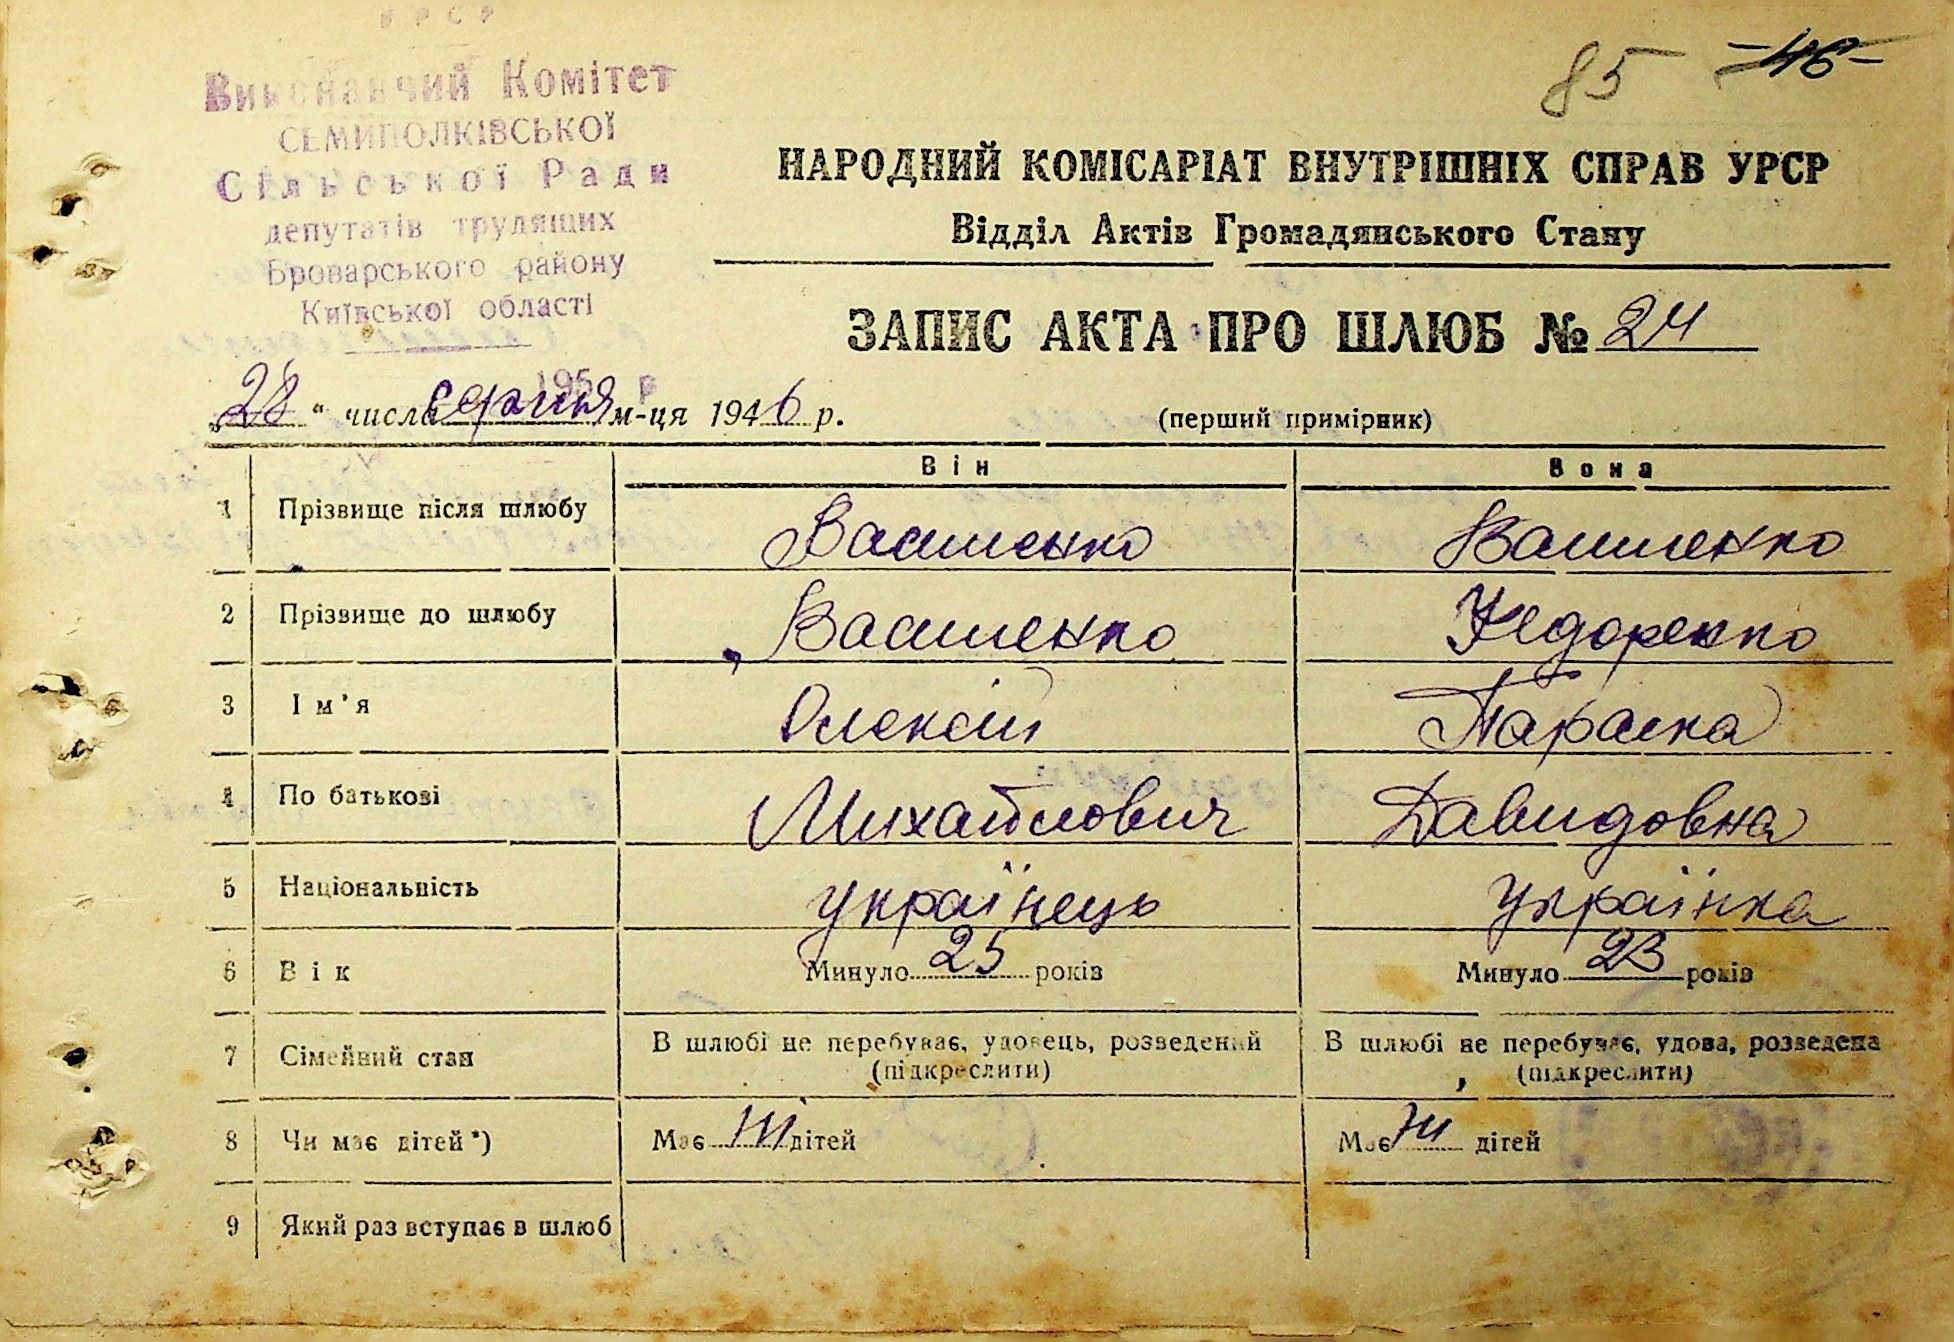 УРСР
85 46
Виконавчий Комітет
СЕМИПОЛКІВСЬКОЇ
Сільської Ради
депутатів трудящих
Броварського району
Київської області
195 р
НАРОДНИЙ КОМІСАРІАТ ВНУТРІШНІХ СПРАВ УРСР
Відділ Актів Громадянського Стану
ЗАПИС АКТА ПРО ШЛЮБ № 24
„28“ числа серпня м-ця 1946 р.
(перший примірник)
Він Вона
1 Прізвище після шлюбу Василенко Василенко
2 Прізвище до шлюбу Василенко Федоренко
3 Ім’я Олексій Параска
4 По батькові Михайлович Давидовна
5 Національність українець українка
6 Вік Минуло 25 років Минуло 23 років
7 Сімейний стан В шлюбі не перебуває, удовець, розведений (підкреслити) В шлюбі не перебуває, удова, розведена (підкреслити)
8 Чи має дітей*) Має ні дітей Має ні дітей
9 Який раз вступає в шлюб